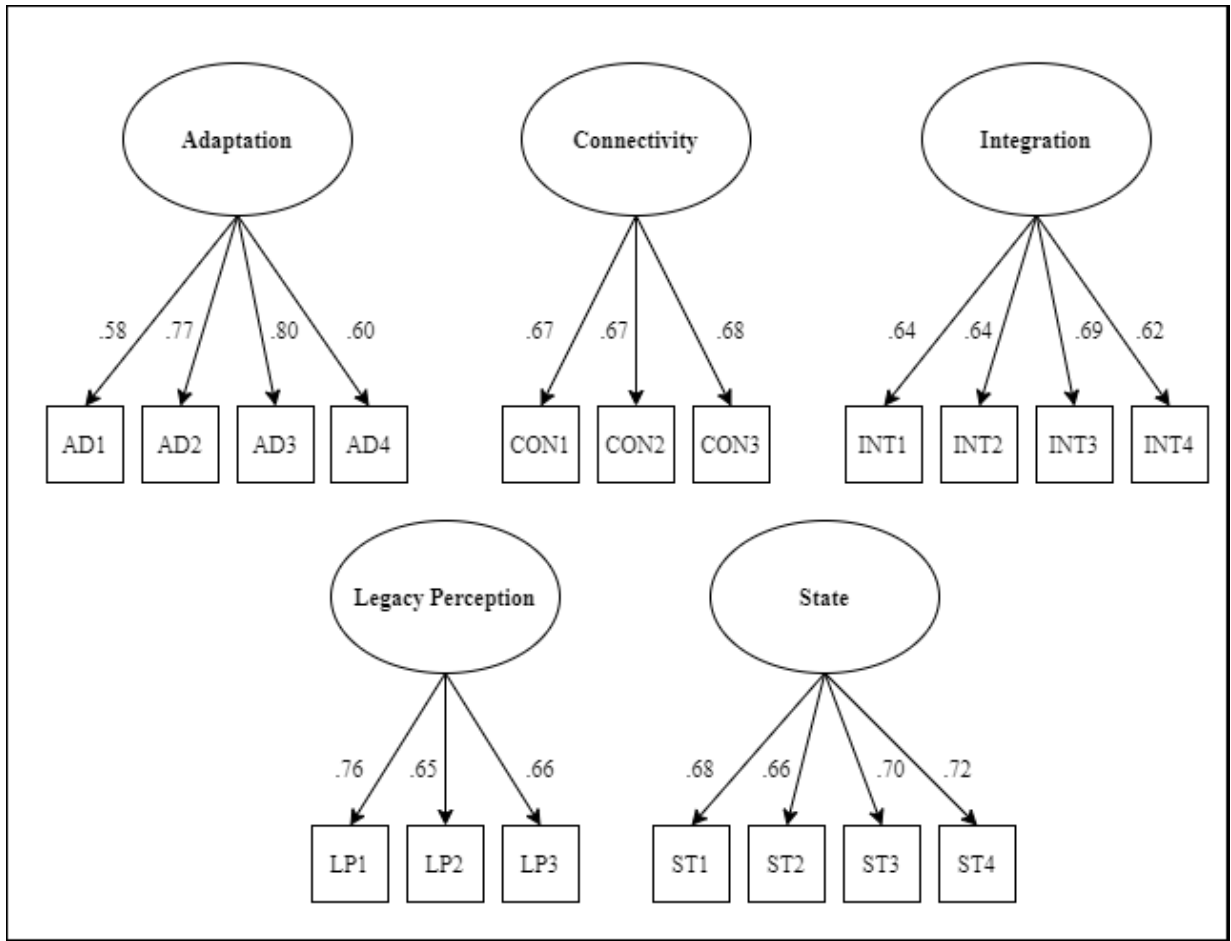 Adaptation
Connectivity
Integration
.58 .77 .80 .60
.67 .67 .68
.64 .64 .69 .62
AD1 AD2 AD3 AD4
CON1 CON2 CON3
INT1 INT2 INT3 INT4
Legacy Perception
State
.76 .65 .66
.68 .66 .70 .72
LP1 LP2 LP3
ST1 ST2 ST3 ST4